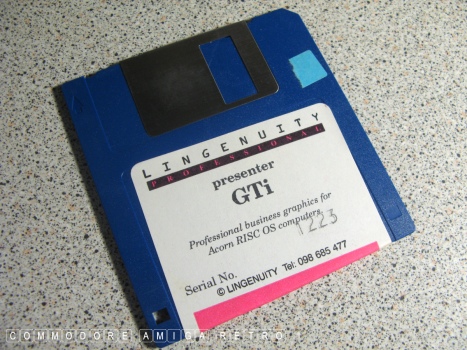 LINGENUITY
PROFESSIONAL
presenter
GTi
Professional business graphics for
Acorn RISC OS computers
1223
Serial No.
© LINGENUITY Tel: 098 685 477
COMMODORE AMIGA RETRO